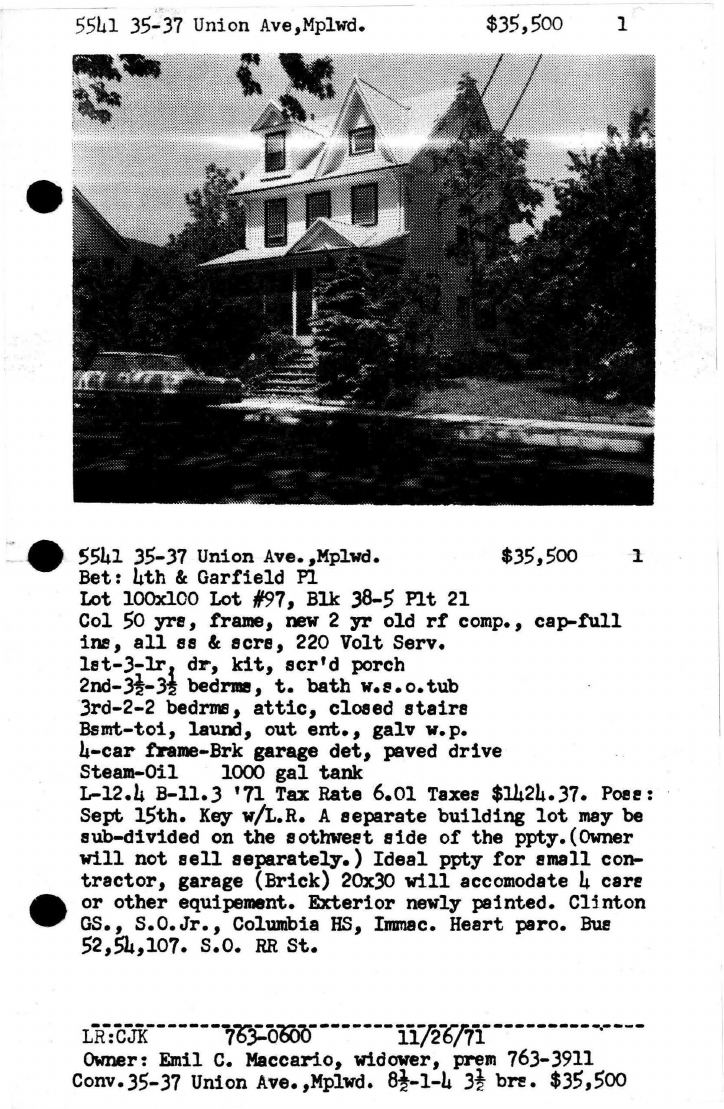 5541 35-37 Union Ave,Mplwd. $35,500 1
5541 35-37 Union Ave.,Mplwd. $35,500 1
Bet: 4th & Garfield Pl
Lot 100x100 Lot #97, Blk 38-5 Plt 21
Col 50 yrs, frame, new 2 yr old rf comp., cap-full
ins, all ss & scrs, 220 Volt Serv.
1st-3-lr, dr, kit, scr'd porch
2nd-3½-3½ bedrms, t. bath w.s.o.tub
3rd-2-2 bedrms, attic, closed stairs
Bsmt-toi, laund, out ent., galv w.p.
4-car frame-Brk garage det, paved drive
Steam-Oil 1000 gal tank
L-12.4 B-11.3 '71 Tax Rate 6.01 Taxes $1424.37. Poss:
Sept 15th. Key w/L.R. A separate building lot may be
sub-divided on the sothwest side of the ppty.(Owner
will not sell separately.) Ideal ppty for small con-
tractor, garage (Brick) 20x30 will accomodate 4 cars
or other equipement. Exterior newly painted. Clinton
GS., S.O.Jr., Columbia HS, Immac. Heart paro. Bus
52,54,107. S.O. RR St.
LR:CJK 763-0600 11/26/71
Owner: Emil C. Maccario, widower, prem 763-3911
Conv.35-37 Union Ave.,Mplwd. 8½-1-4 3½ brs. $35,500